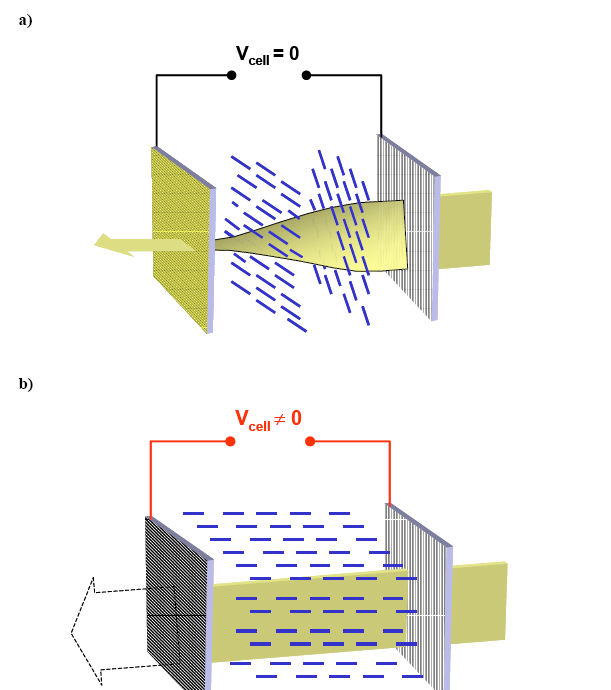 a)
Vcell = 0
b)
Vcell ≠ 0